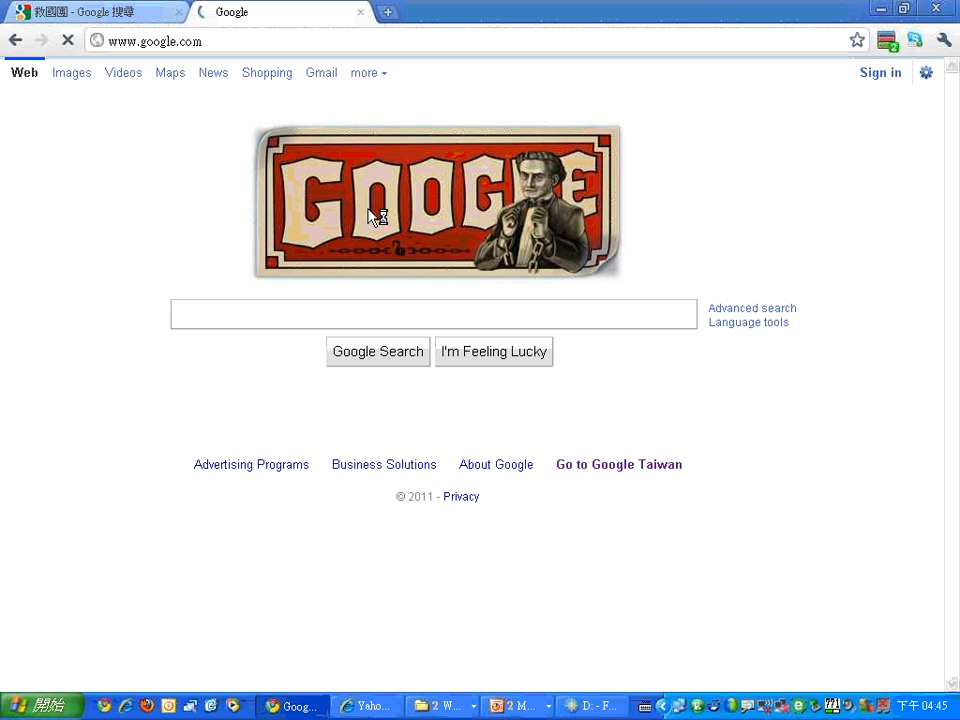 救國團 - Google 搜尋
Google
www.google.com
Web Images Videos Maps News Shopping Gmail more
Sign in
GOOGLE
Advanced search
Language tools
Google Search I'm Feeling Lucky
Advertising Programs Business Solutions About Google Go to Google Taiwan
© 2011 - Privacy
開始 Goog... Yaho... 2 W... 2 M... D: - F... 下午 04:45